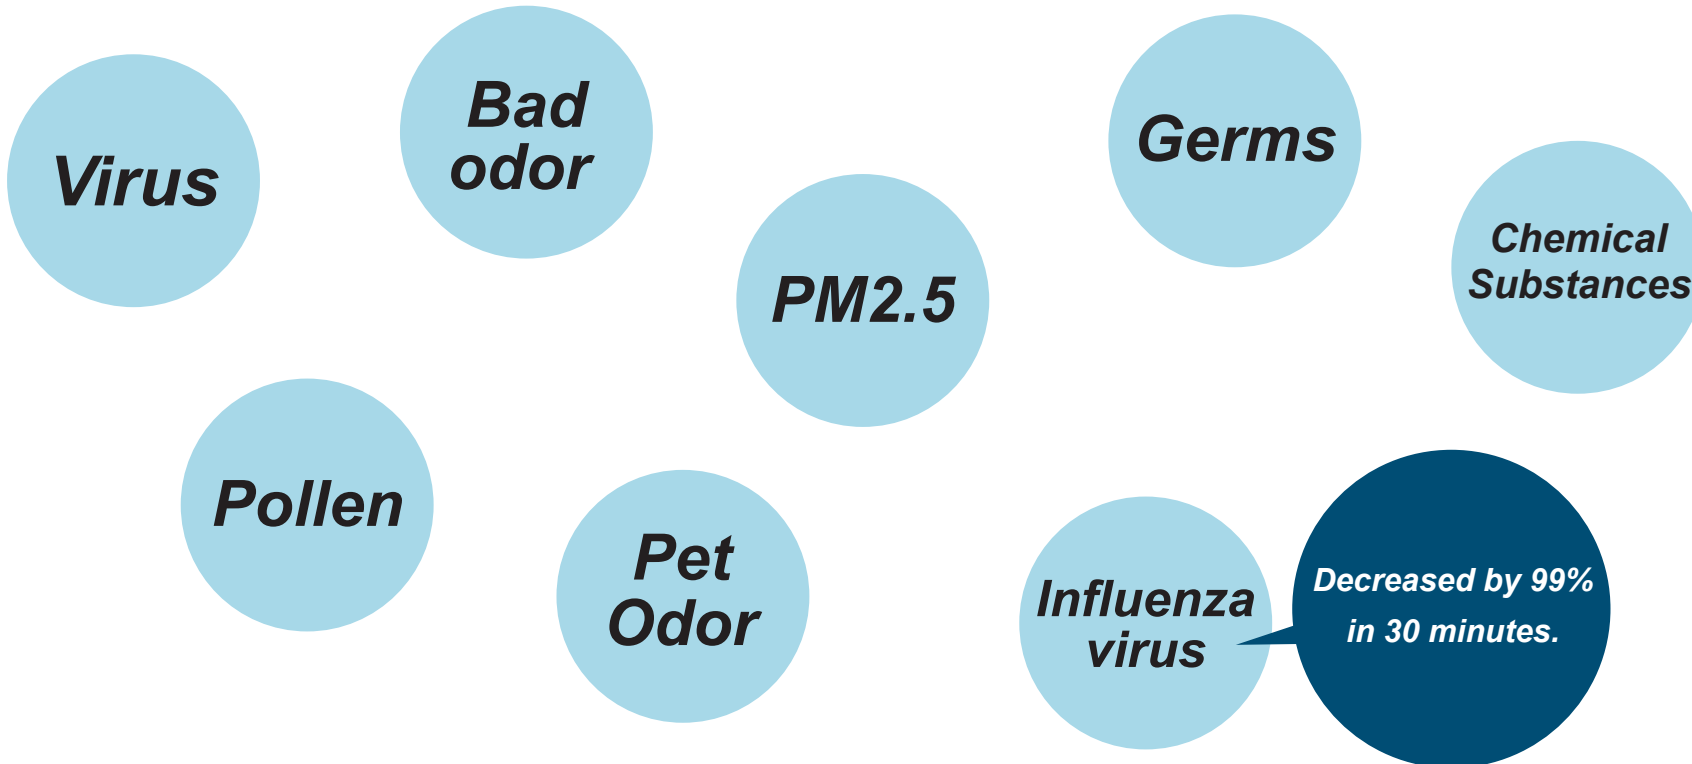 Virus
Bad
odor
PM2.5
Germs
Chemical
Substances
Pollen
Pet
Odor
Influenza
virus
Decreased by 99%
in 30 minutes.